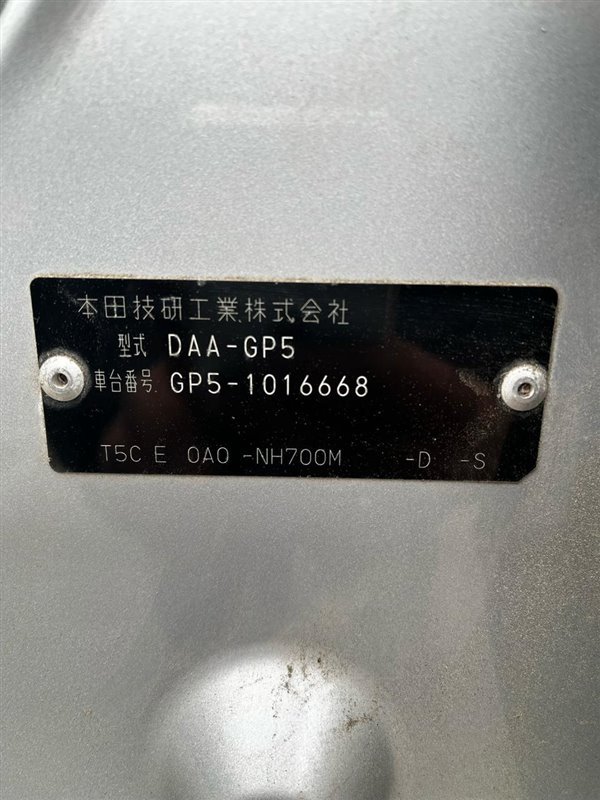 本田技研工業株式会社
型式 DAA-GP5
車台番号. GP5-1016668
T5C E 0A0 -NH700M -D -S